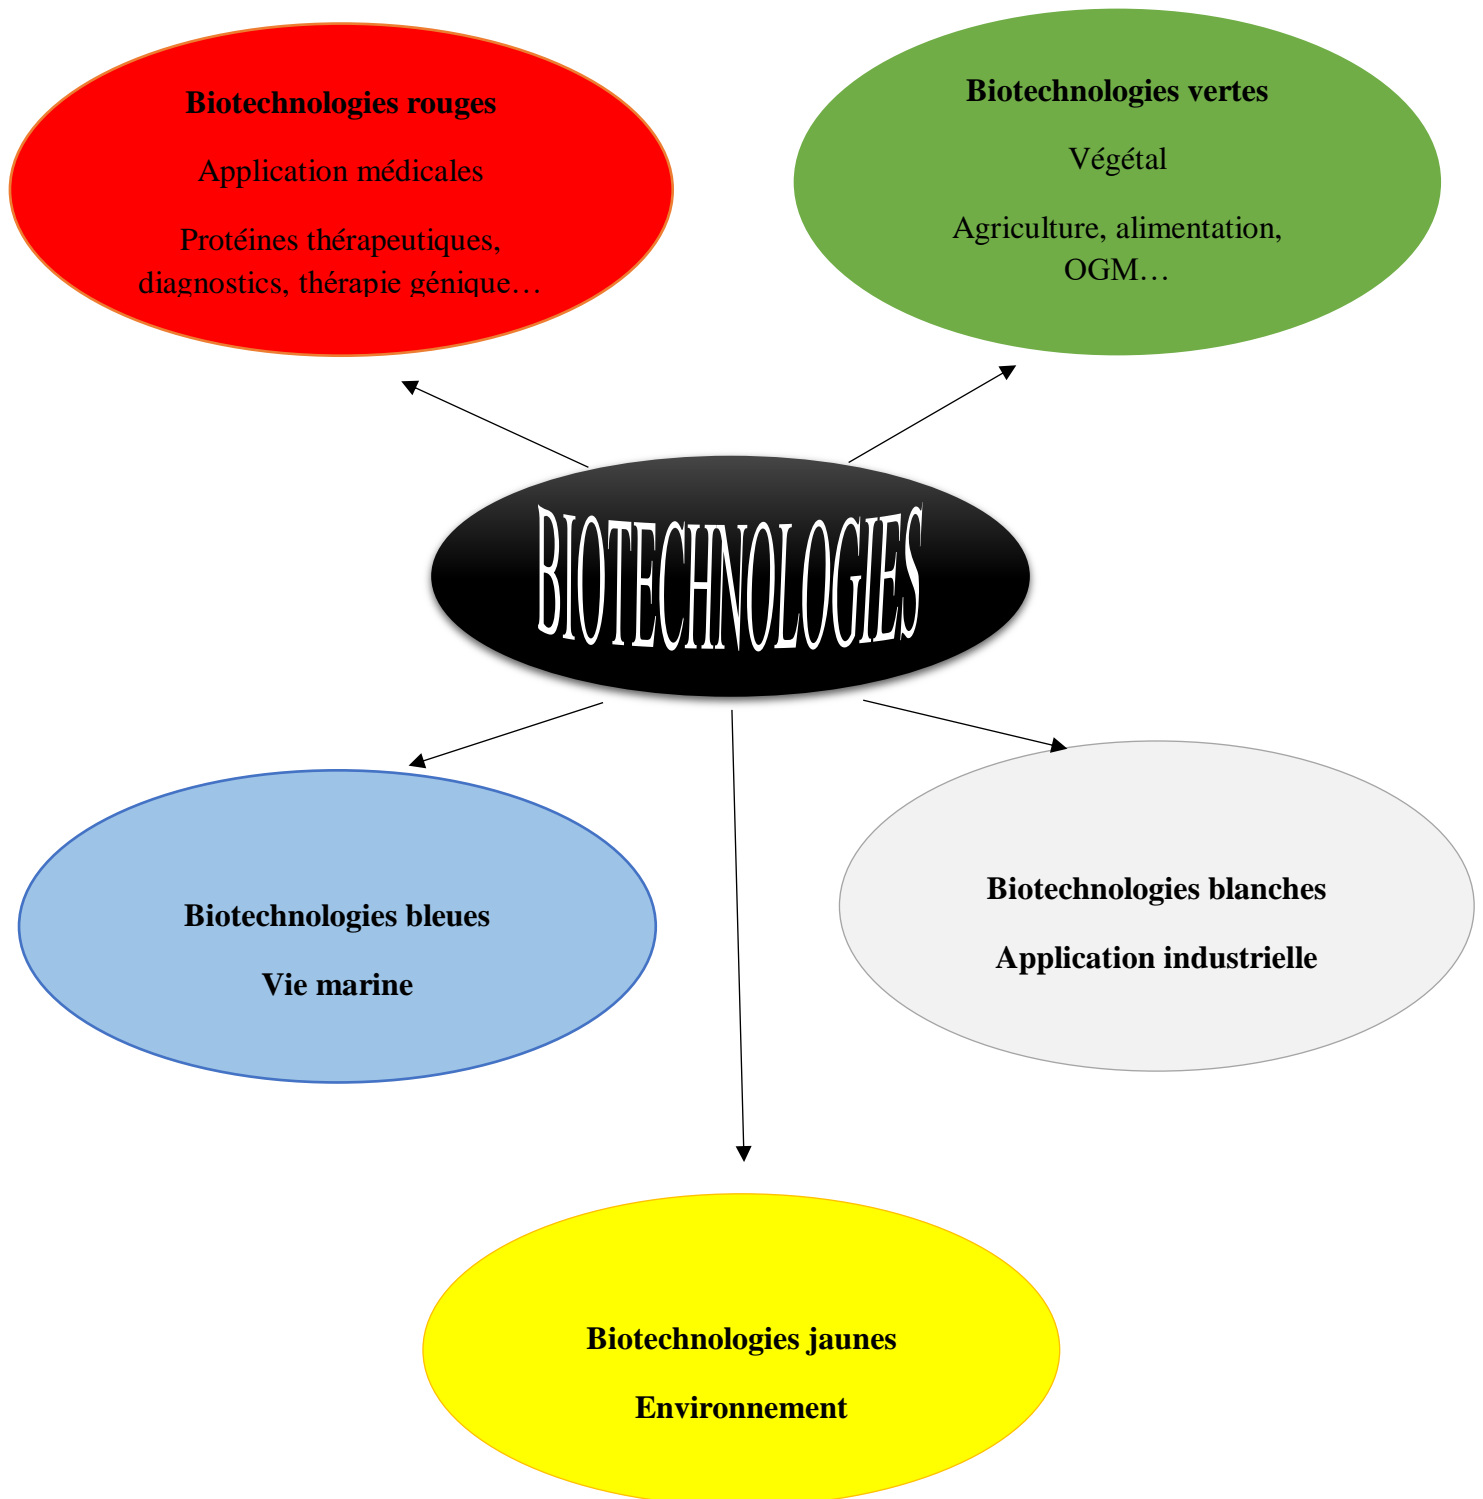 Biotechnologies rouges
Application médicales
Protéines thérapeutiques,
diagnostics, thérapie génique…
Biotechnologies vertes
Végétal
Agriculture, alimentation,
OGM…
BIOTECHNOLOGIES
Biotechnologies bleues
Vie marine
Biotechnologies blanches
Application industrielle
Biotechnologies jaunes
Environnement